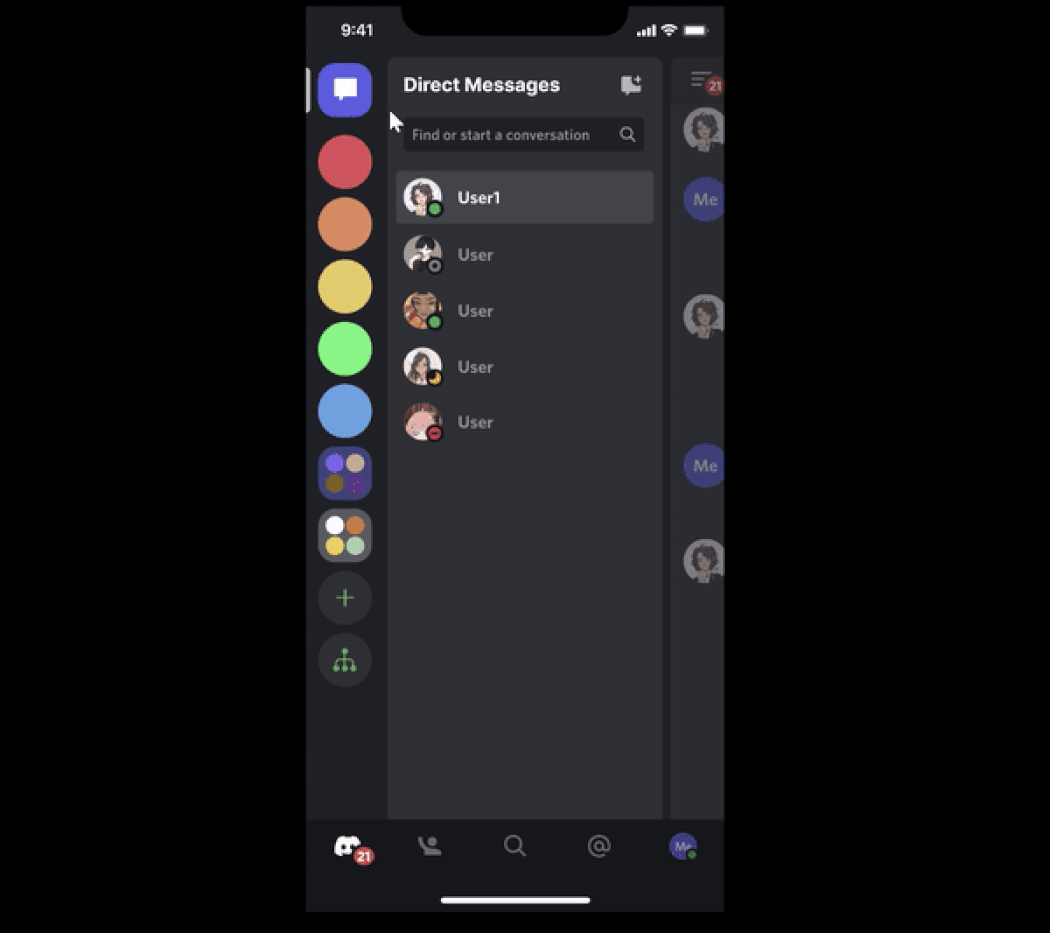 9:41
Direct Messages
21
Find or start a conversation
User1
Me
User
User
User
User
Me
21
@
Me